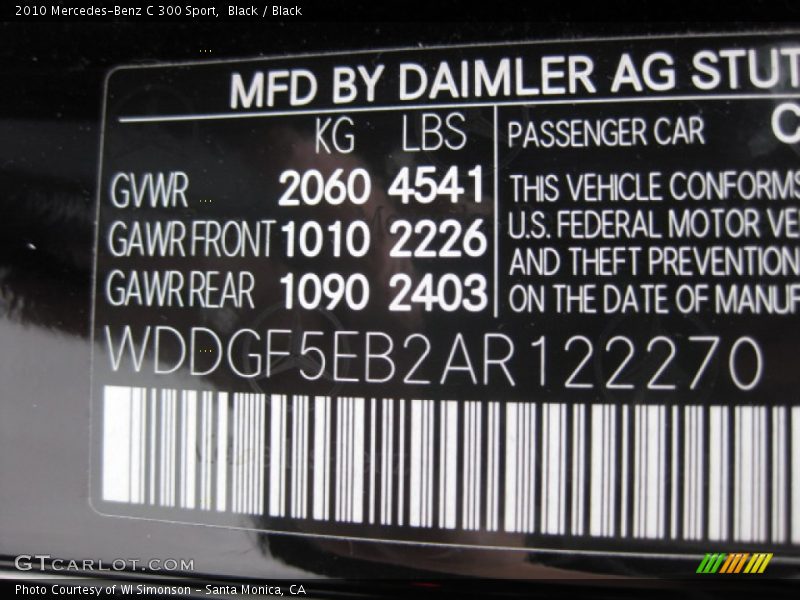 2010 Mercedes-Benz C 300 Sport, Black / Black
MFD BY DAIMLER AG STUT
KG LBS
GVWR 2060 4541
GAWR FRONT 1010 2226
GAWR REAR 1090 2403
PASSENGER CAR C
THIS VEHICLE CONFORMS
U.S. FEDERAL MOTOR VE
AND THEFT PREVENTION
ON THE DATE OF MANUF
WDDGF5EB2AR122270
GTCARLOT.COM
Photo Courtesy of WI Simonson - Santa Monica, CA